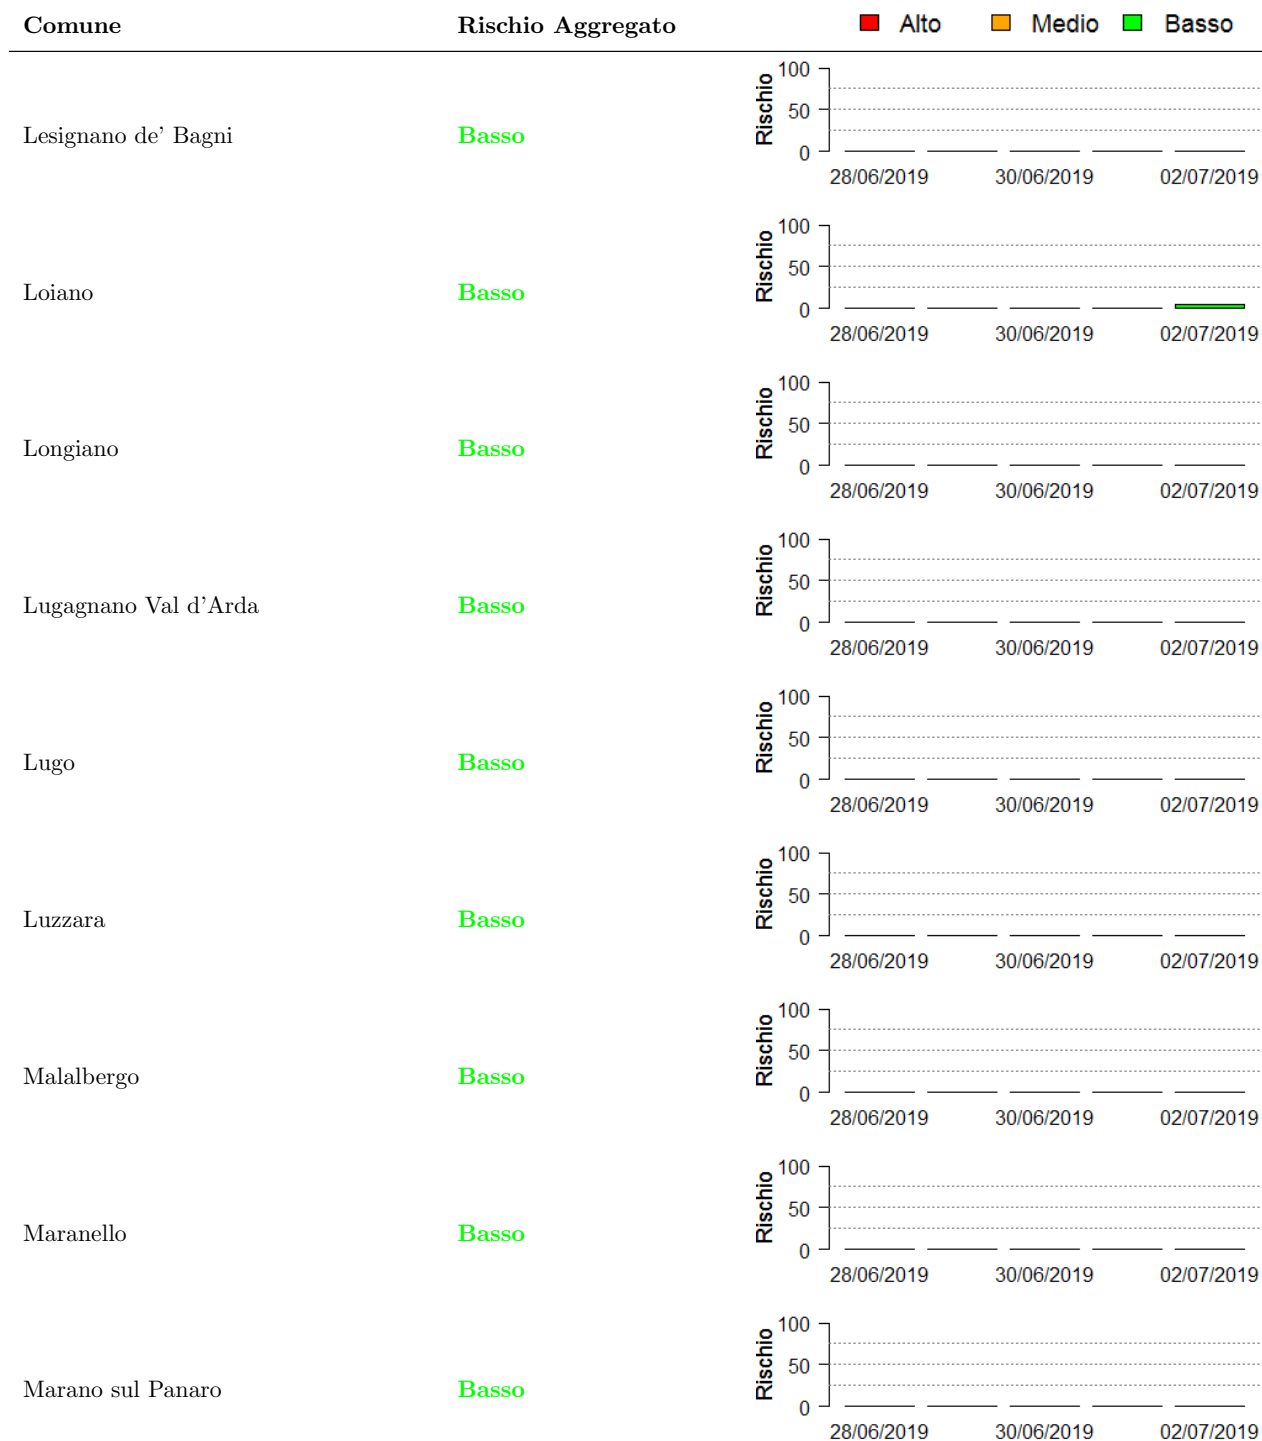 Comune Rischio Aggregato Alto Medio Basso
Lesignano de' Bagni Basso
Rischio
100
50
0
28/06/2019 30/06/2019 02/07/2019
Loiano Basso
Rischio
100
50
0
28/06/2019 30/06/2019 02/07/2019
Longiano Basso
Rischio
100
50
0
28/06/2019 30/06/2019 02/07/2019
Lugagnano Val d'Arda Basso
Rischio
100
50
0
28/06/2019 30/06/2019 02/07/2019
Lugo Basso
Rischio
100
50
0
28/06/2019 30/06/2019 02/07/2019
Luzzara Basso
Rischio
100
50
0
28/06/2019 30/06/2019 02/07/2019
Malalbergo Basso
Rischio
100
50
0
28/06/2019 30/06/2019 02/07/2019
Maranello Basso
Rischio
100
50
0
28/06/2019 30/06/2019 02/07/2019
Marano sul Panaro Basso
Rischio
100
50
0
28/06/2019 30/06/2019 02/07/2019